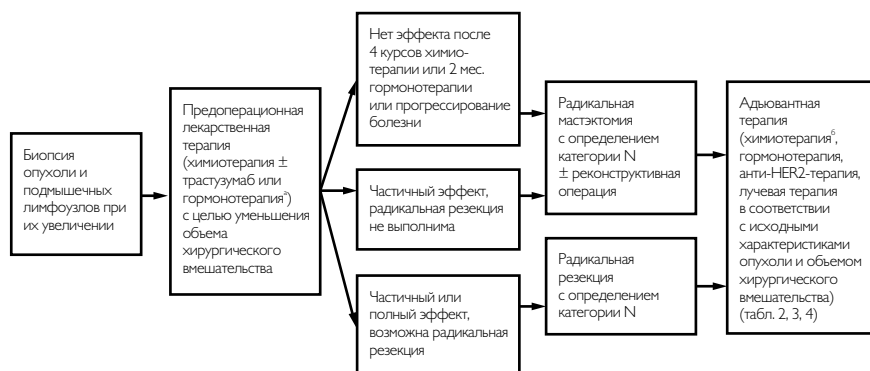 Биопсия
опухоли и
подмышечных
лимфоузлов при
их увеличении
Предоперационная
лекарственная
терапия
(химиотерапия ±
трастузумаб или
гормонотерапияª)
с целью уменьшения
объема
хирургического
вмешательства
Нет эффекта после
4 курсов химио-
терапии или 2 мес.
гормонотерапии
или прогрессирование
болезни
Частичный эффект,
радикальная резекция
не выполнима
Частичный или
полный эффект,
возможна радикальная
резекция
Радикальная
мастэктомия
с определением
категории N
± реконструктивная
операция
Радикальная
резекция
с определением
категории N
Адъювантная
терапия
(химиотерапия⁶,
гормонотерапия,
анти-HER2-терапия,
лучевая терапия
в соответствии
с исходными
характеристиками
опухоли и объемом
хирургического
вмешательства)
(табл. 2, 3, 4)